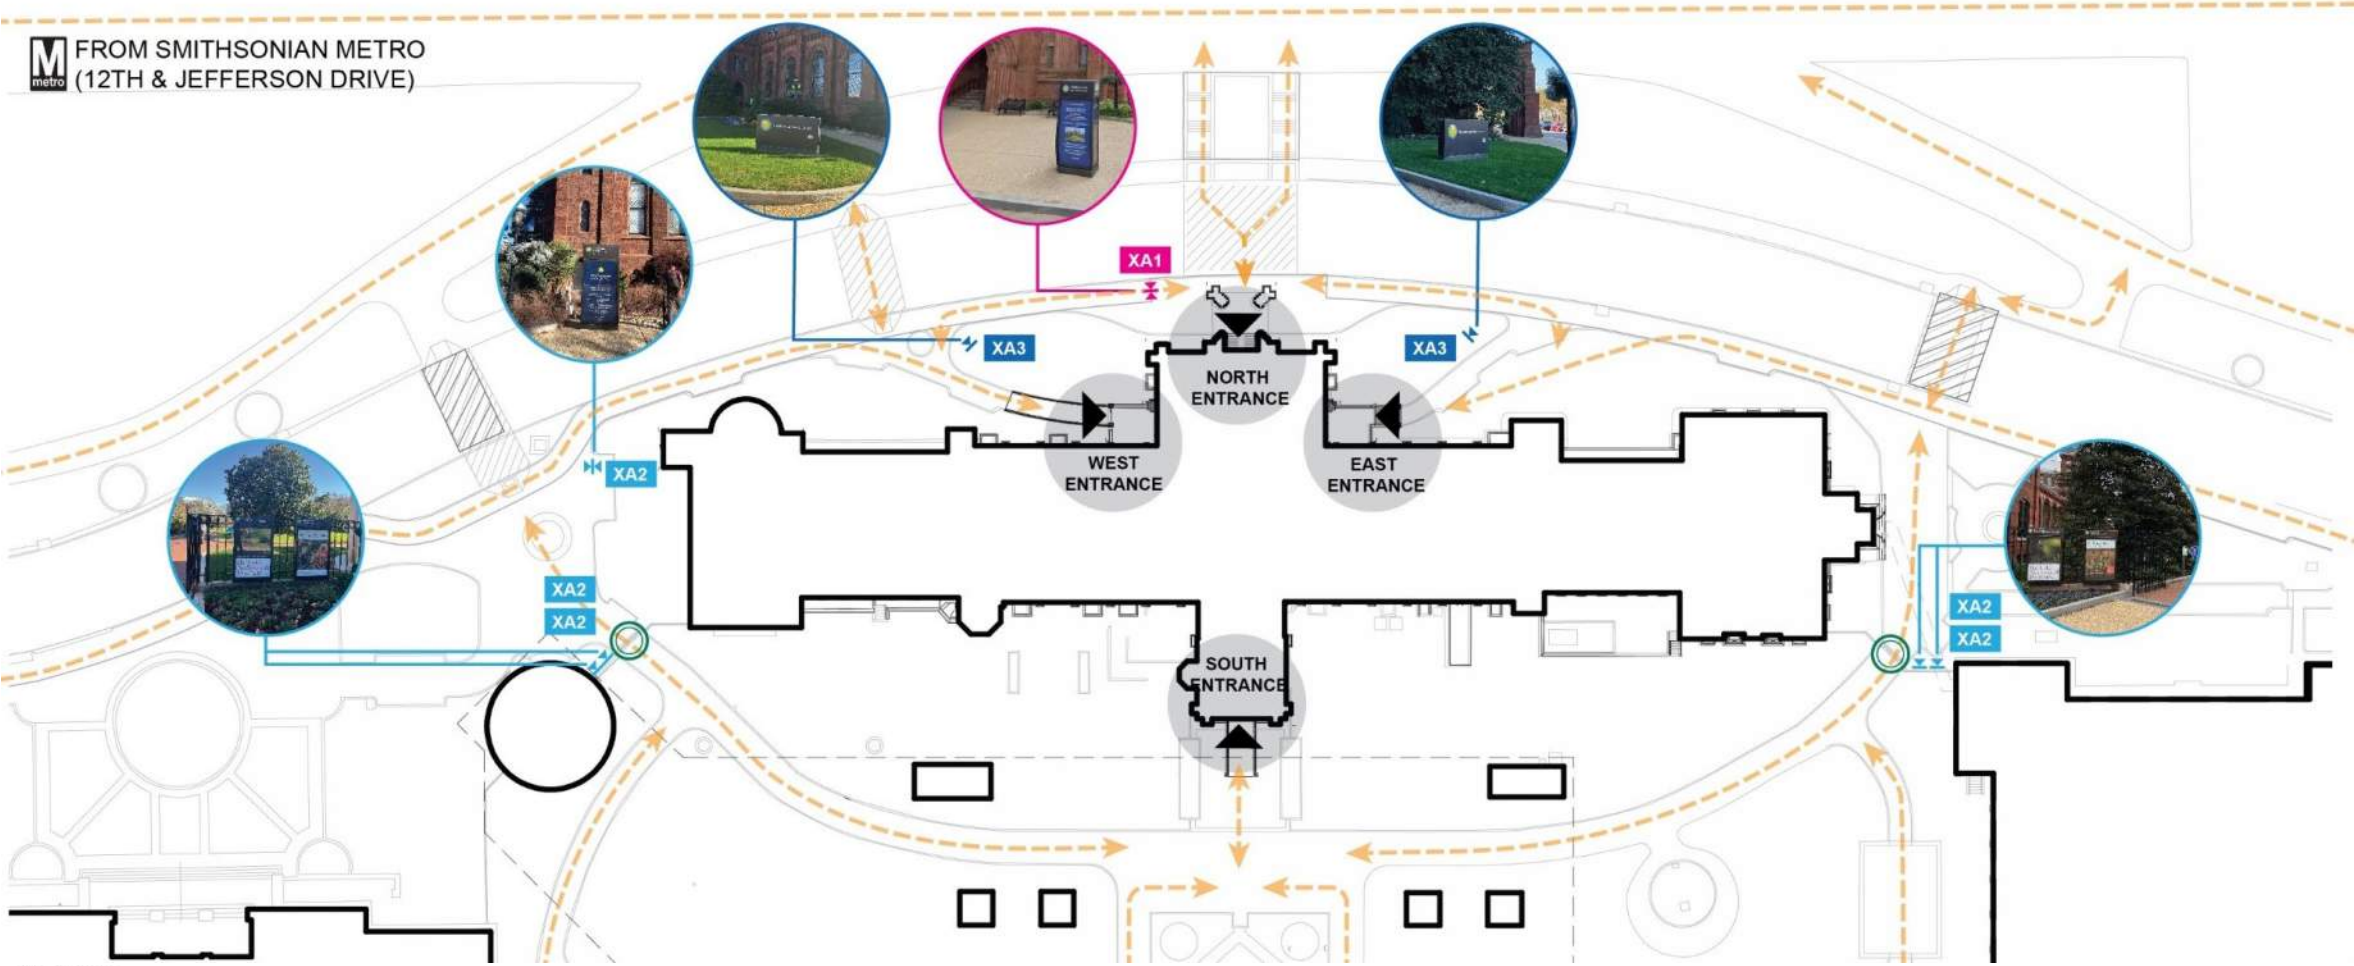 M
metro
FROM SMITHSONIAN METRO
(12TH & JEFFERSON DRIVE)
XA1
XA3
XA3
NORTH
ENTRANCE
WEST
ENTRANCE
EAST
ENTRANCE
XA2
XA2
XA2
XA2
XA2
SOUTH
ENTRANCE